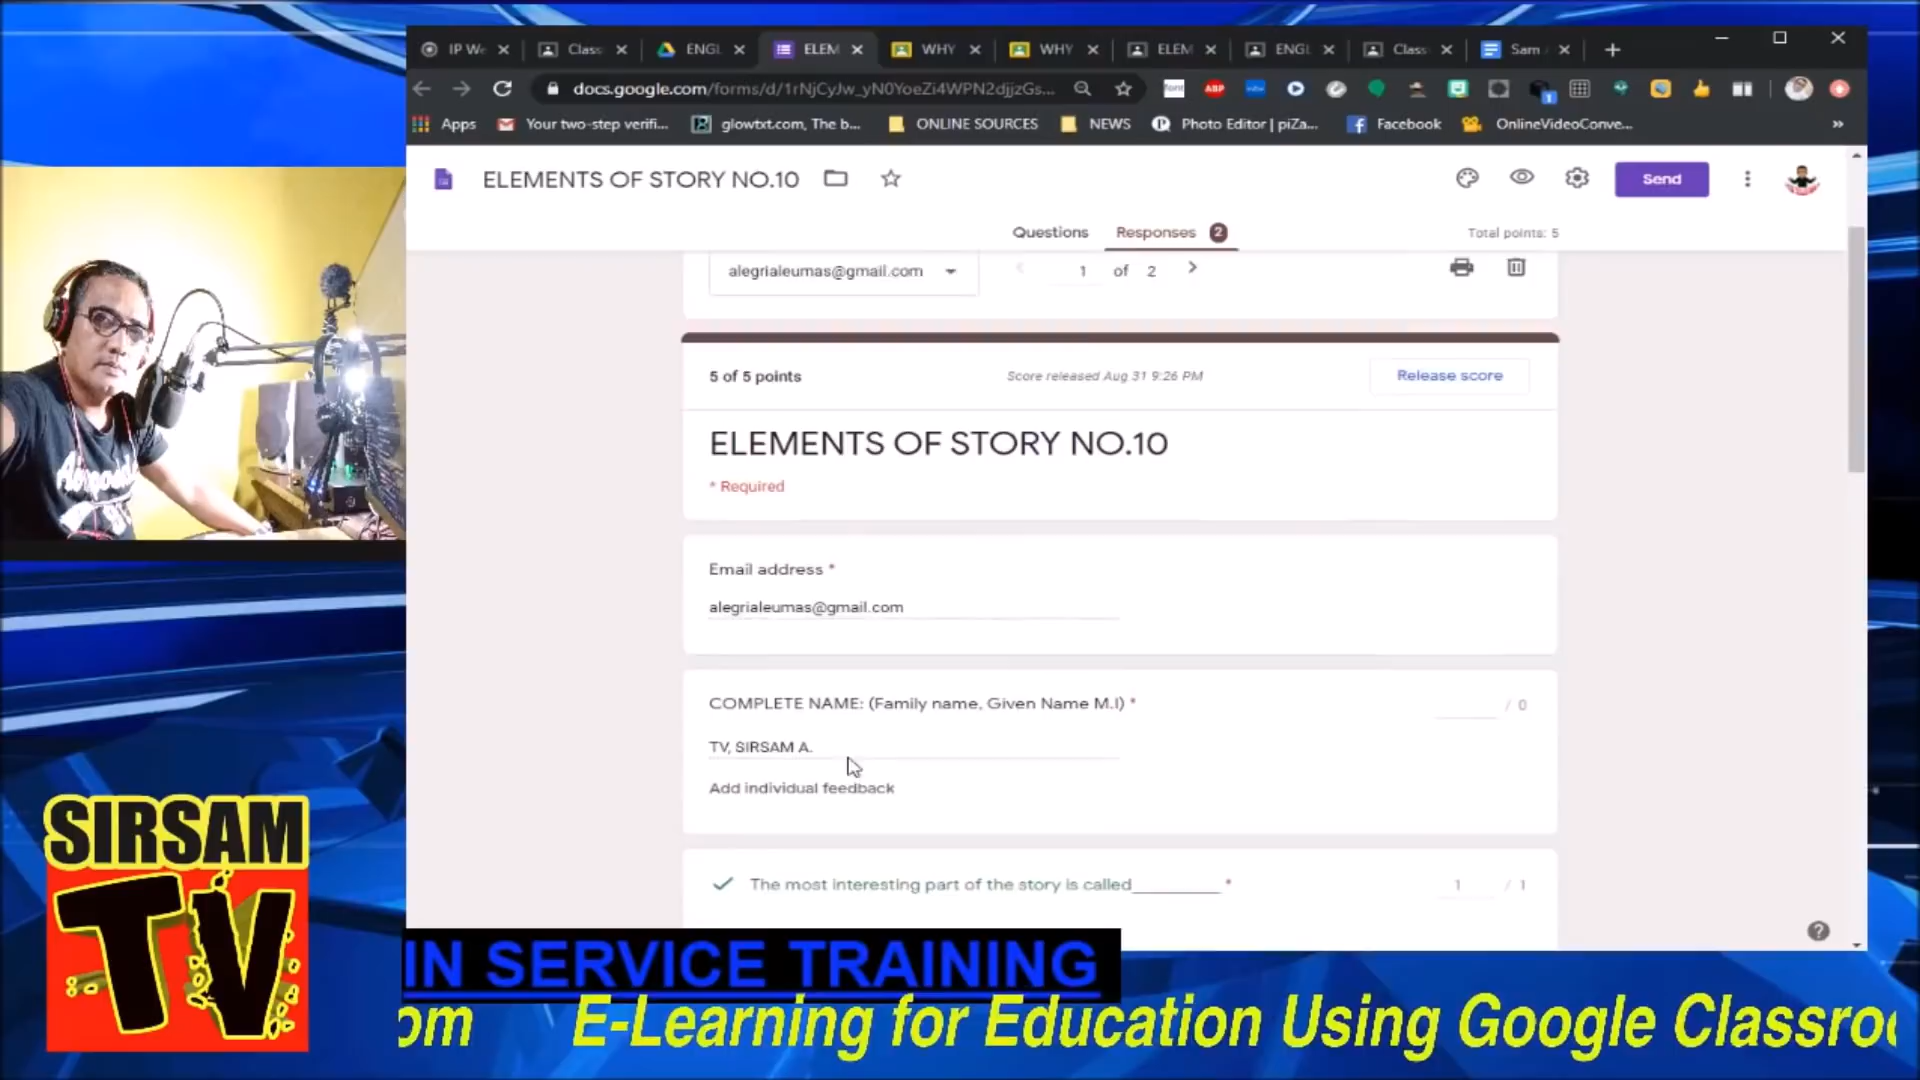 IP We
Class
ENGL
ELEM
WHY
WHY
ELEM
ENGL
Class
Sam
docs.google.com/forms/d/1rNjCyJw_yN0YoeZi4WPN2djjzGs...
ABP
1
Apps
Your two-step verifi...
glowtxt.com, The b...
ONLINE SOURCES
NEWS
Photo Editor | piZa...
Facebook
OnlineVideoConve...
»
ELEMENTS OF STORY NO.10
Send
Questions
Responses 2
Total points: 5
alegrialeumas@gmail.com
1 of 2
5 of 5 points
Score released Aug 31 9:26 PM
Release score
ELEMENTS OF STORY NO.10
* Required
Email address *
alegrialeumas@gmail.com
COMPLETE NAME: (Family name, Given Name M.I) *
/ 0
TV, SIRSAM A.
Add individual feedback
The most interesting part of the story is called__________ *
1 / 1
SIRSAM
TV
IN SERVICE TRAINING
om E-Learning for Education Using Google Classroo